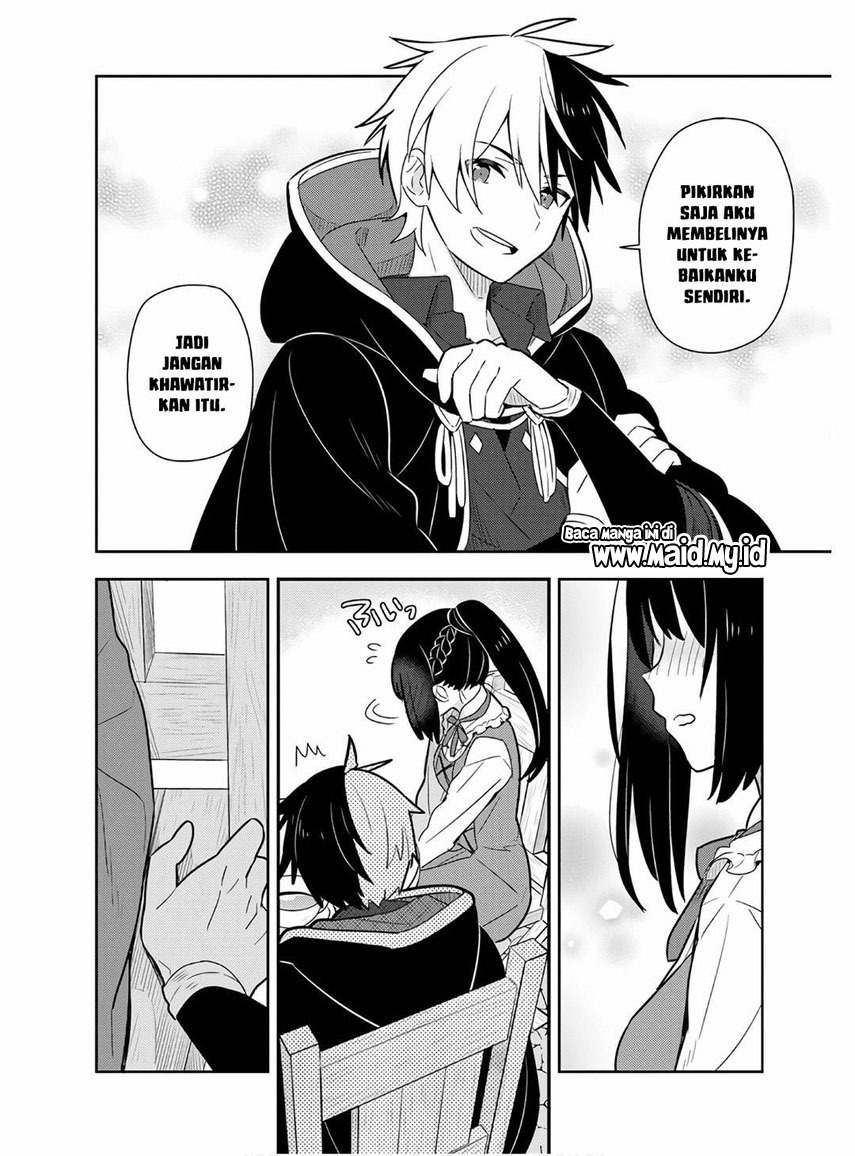 PIKIRKAN
SAJA AKU
MEMBELINYA
UNTUK KE-
BAIKANKU
SENDIRI.
JADI
JANGAN
KHAWATIR-
KAN ITU.
Baca Manga ini di
www.Maid.My.id
ふいっ